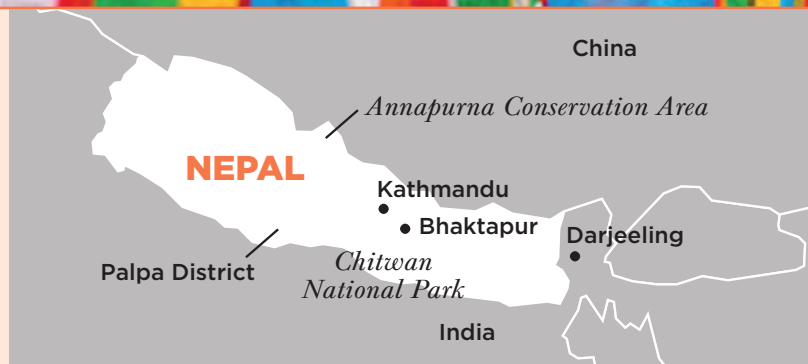 China
Annapurna Conservation Area
NEPAL
Kathmandu
Bhaktapur
Darjeeling
Palpa District
Chitwan
National Park
India